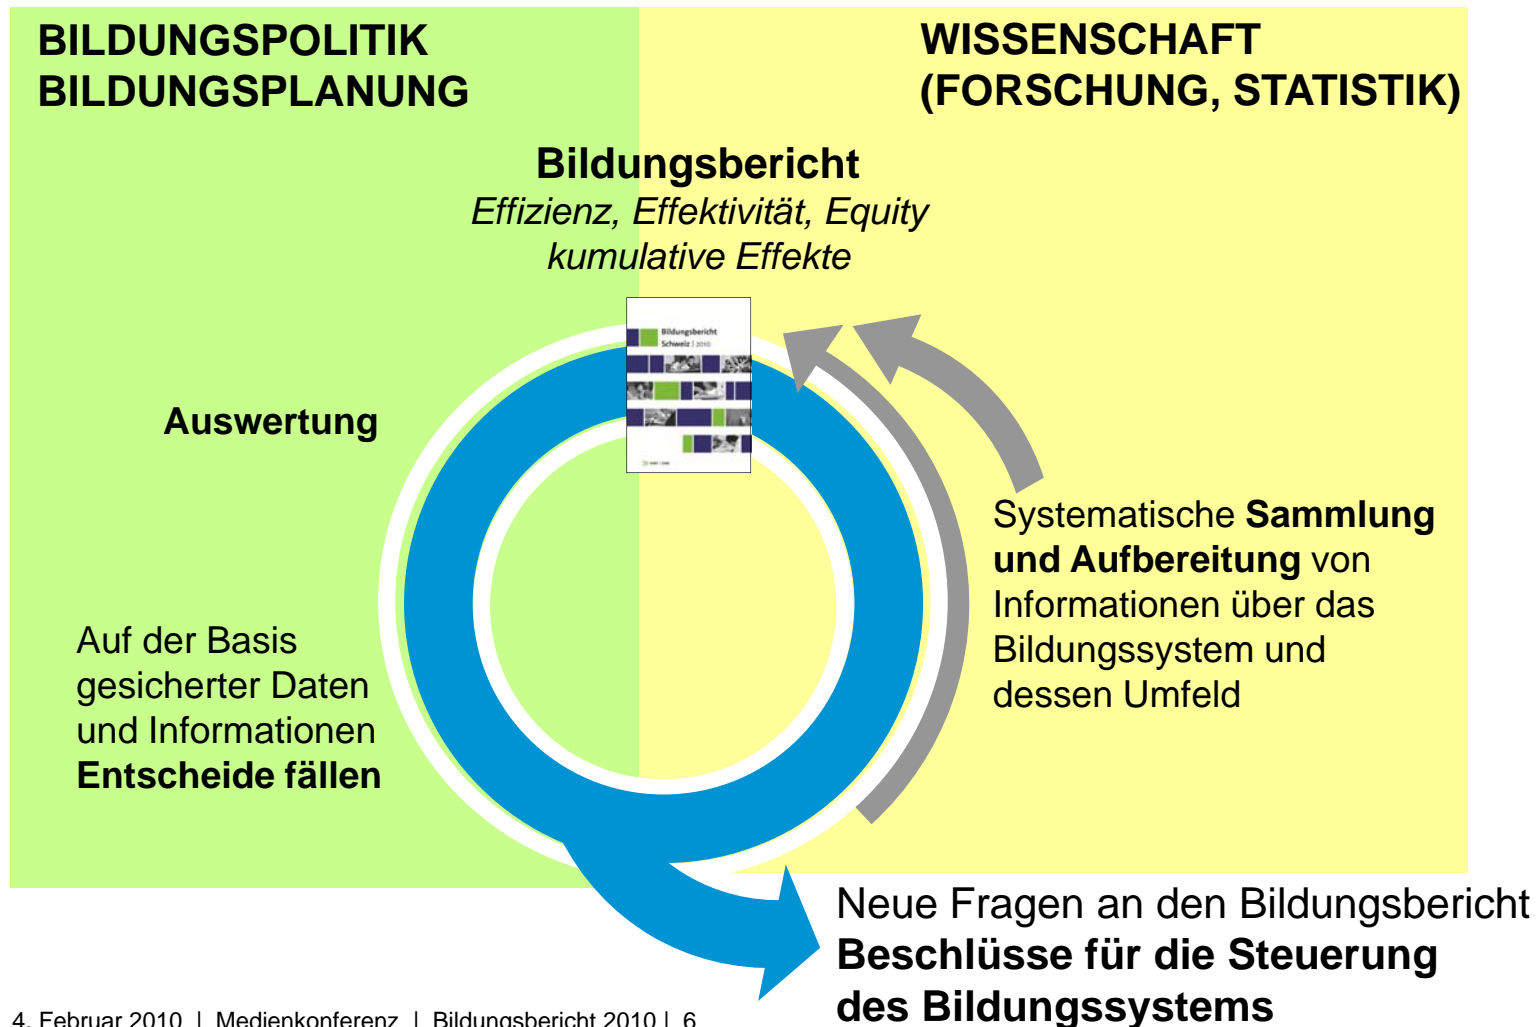 BILDUNGSPOLITIK
BILDUNGSPLANUNG
WISSENSCHAFT
(FORSCHUNG, STATISTIK)
Bildungsbericht
Effizienz, Effektivität, Equity
kumulative Effekte
Bildungsbericht
Schweiz | 2010
Auswertung
Systematische Sammlung
und Aufbereitung von
Informationen über das
Bildungssystem und
dessen Umfeld
Auf der Basis
gesicherter Daten
und Informationen
Entscheide fällen
Neue Fragen an den Bildungsbericht
Beschlüsse für die Steuerung
des Bildungssystems
4. Februar 2010 | Medienkonferenz | Bildungsbericht 2010 | 6